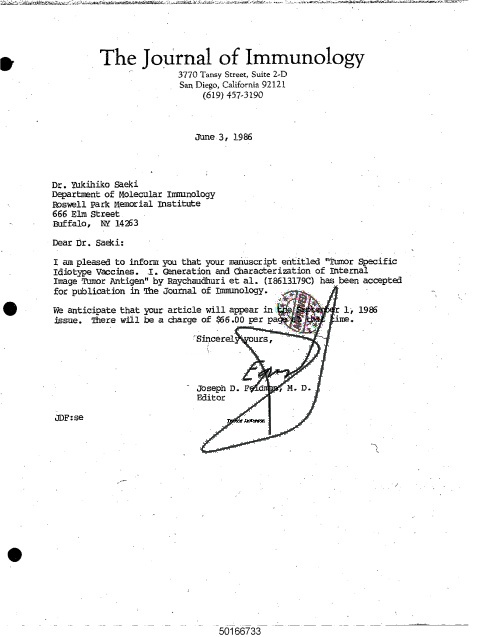 The Journal of Immunology
3770 Tansy Street, Suite 2-D
San Diego, California 92121
(619) 457-3190
June 3, 1986
Dr. Yukihiko Saeki
Department of Molecular Immunology
Roswell Park Memorial Institute
666 Elm Street
Buffalo, NY 14263
Dear Dr. Saeki:
I am pleased to inform you that your manuscript entitled "Tumor Specific
Idiotype Vaccines. I. Generation and Characterization of Internal
Image Tumor Antigen" by Raychaudhuri et al. (I8613179C) has been accepted
for publication in The Journal of Immunology.
We anticipate that your article will appear in the September 1, 1986
issue. There will be a charge of $66.00 per page at that time.
Sincerely yours,
Joseph D. Feldman, M. D.
Editor
JDF:se
50166733